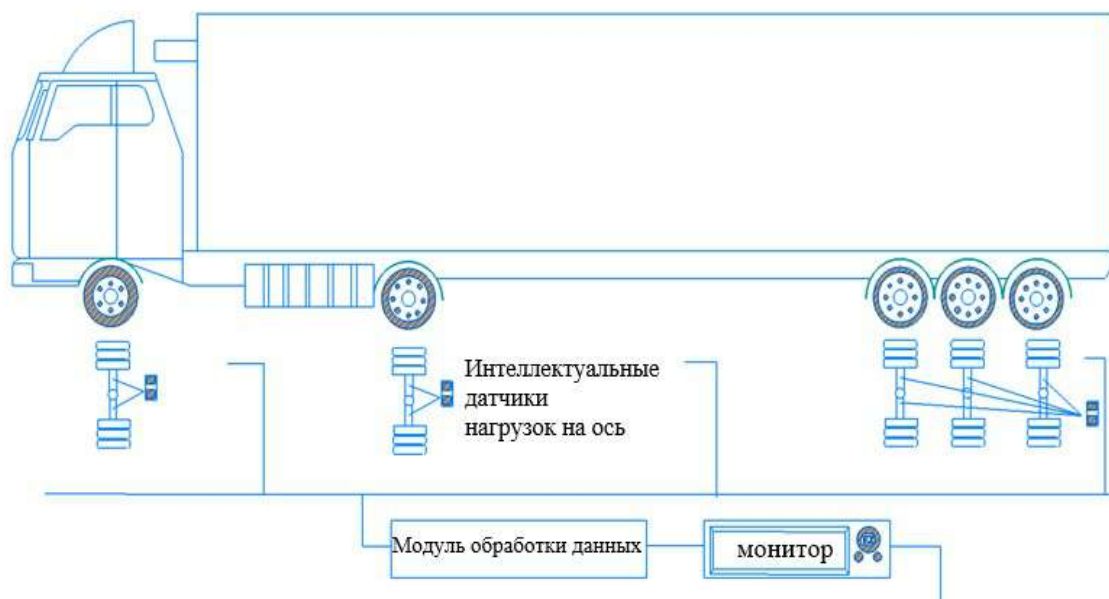 Интеллектуальные
датчики
нагрузок на ось
Модуль обработки данных
монитор